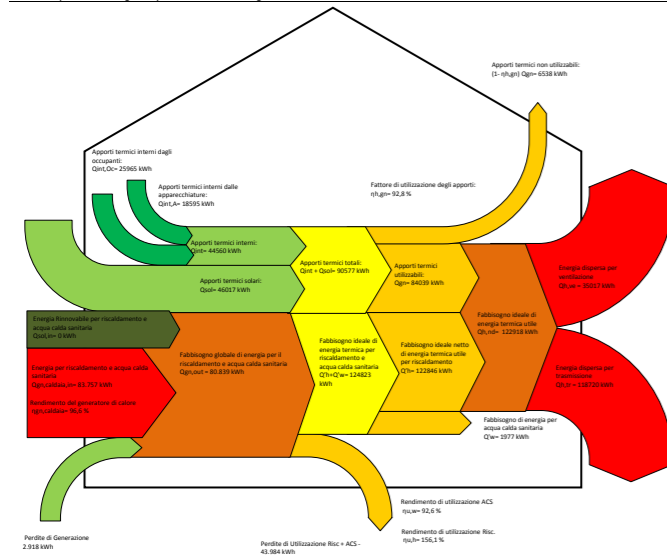 Apporti termici non utilizzabili:
(1- ηh,gn) Qgn= 6538 kWh
Apporti termici interni dagli
occupanti:
Qint,Oc= 25965 kWh
Apporti termici interni dalle
apparecchiature:
Qint,A= 18595 kWh
Fattore di utilizzazione degli apporti:
ηh,gn= 92,8 %
Apporti termici interni:
Qint= 44560 kWh
Apporti termici totali:
Qint + Qsol= 90577 kWh
Apporti termici
utilizzabili:
Qgn= 84039 kWh
Energia dispersa per
ventilazione
Qh,ve = 35017 kWh
Apporti termici solari:
Qsol= 46017 kWh
Energia Rinnovabile per riscaldamento e
acqua calda sanitaria
Qsol,in= 0 kWh
Fabbisogno ideale di
energia termica utile
Qh,nd= 122918 kWh
Fabbisogno globale di energia per il
riscaldamento e acqua calda sanitaria
Qgn,out = 80.839 kWh
Fabbisogno ideale di
energia termica per
riscaldamento e
acqua calda sanitaria
Q'h+Q'w= 124823
kWh
Fabbisogno ideale netto
di energia termica utile
per riscaldamento
Q'h= 122846 kWh
Energia per riscaldamento e acqua calda
sanitaria
Qgn,caldaia,in= 83.757 kWh
Rendimento del generatore di calore
ηgn,caldaia= 96,6 %
Energia dispersa per
trasmissione
Qh,tr = 118720 kWh
Fabbisogno di energia per
acqua calda sanitaria
Q'w= 1977 kWh
Rendimento di utilizzazione ACS
ηu,w= 92,6 %
Rendimento di utilizzazione Risc.
ηu,h= 156,1 %
Perdite di Generazione
2.918 kWh
Perdite di Utilizzazione Risc + ACS -
43.984 kWh